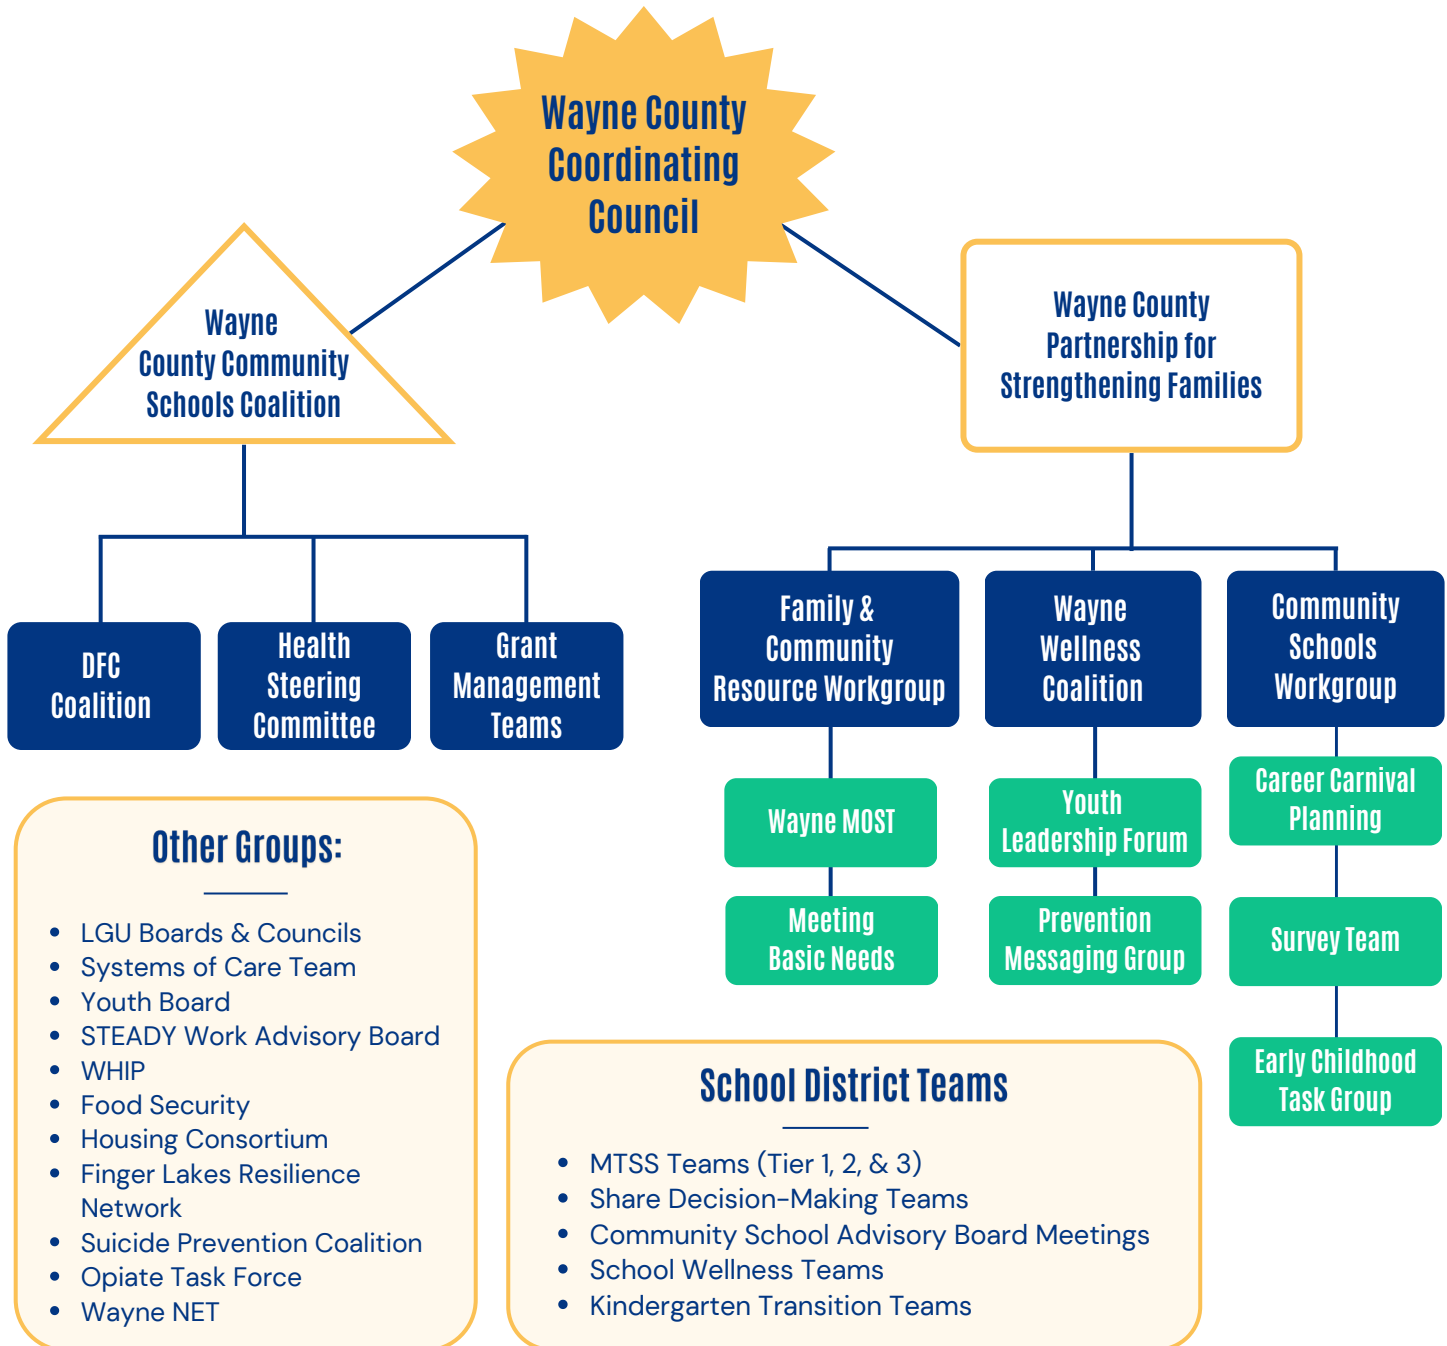 Wayne County
Coordinating
Council
Wayne
County Community
Schools Coalition
Wayne County
Partnership for
Strengthening Families
DFC
Coalition
Health
Steering
Committee
Grant
Management
Teams
Family &
Community
Resource Workgroup
Wayne
Wellness
Coalition
Community
Schools
Workgroup
Wayne MOST
Meeting
Basic Needs
Youth
Leadership Forum
Prevention
Messaging Group
Career Carnival
Planning
Survey Team
Early Childhood
Task Group
Other Groups:
• LGU Boards & Councils
• Systems of Care Team
• Youth Board
• STEADY Work Advisory Board
• WHIP
• Food Security
• Housing Consortium
• Finger Lakes Resilience
Network
• Suicide Prevention Coalition
• Opiate Task Force
• Wayne NET
School District Teams
• MTSS Teams (Tier 1, 2, & 3)
• Share Decision-Making Teams
• Community School Advisory Board Meetings
• School Wellness Teams
• Kindergarten Transition Teams